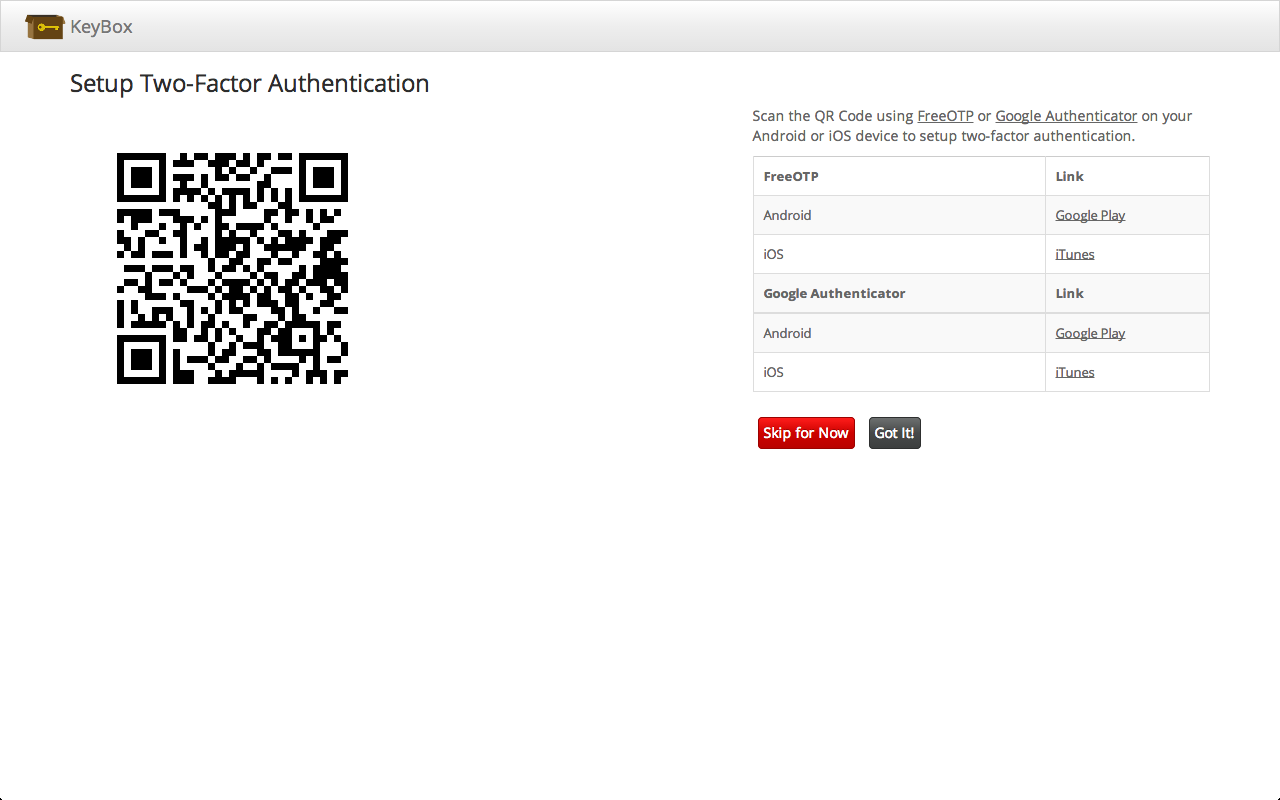 KeyBox
Setup Two-Factor Authentication
Scan the QR Code using FreeOTP or Google Authenticator on your
Android or iOS device to setup two-factor authentication.
FreeOTP Link
Android Google Play
iOS iTunes
Google Authenticator Link
Android Google Play
iOS iTunes
Skip for Now Got It!